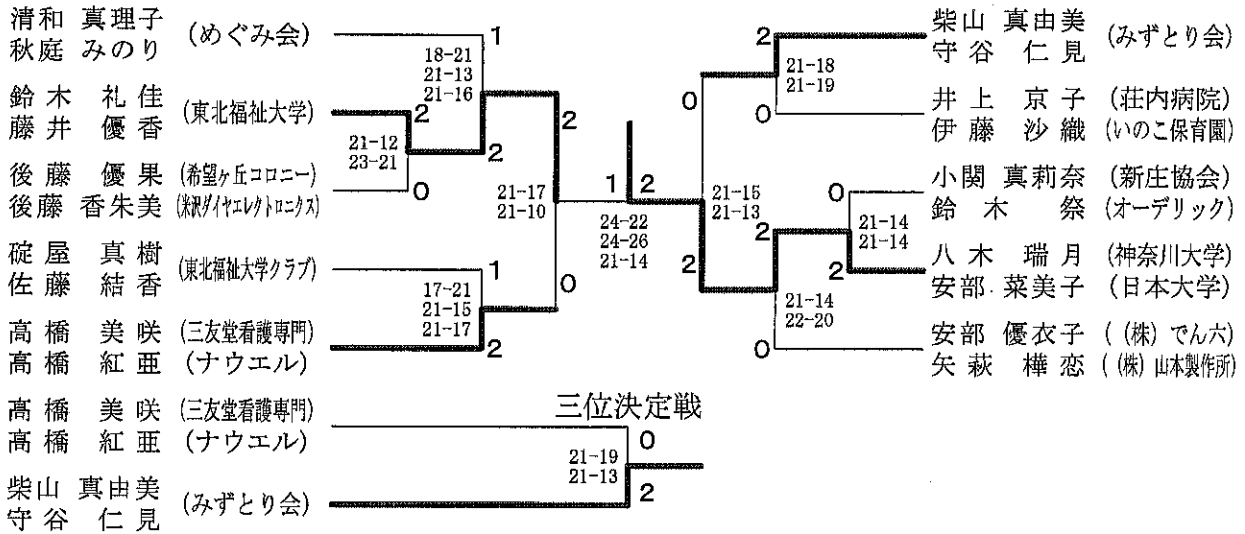 清和 真理子
秋庭 みのり
(めぐみ会)
鈴木 礼佳
藤井 優香
(東北福祉大学)
後藤 優果 (希望ヶ丘コロニー)
後藤 香朱美 (米沢ダイヤエレクトロニクス)
碇屋 真樹
佐藤 結香
(東北福祉大学クラブ)
高橋 美咲 (三友堂看護専門)
高橋 紅亜 (ナウエル)
1
18-21
21-13
21-16
2
2
21-12
23-21
0
2
21-17
21-10
0
1
17-21
21-15
21-17
2
1 2
24-22
24-26
21-14
柴山 真由美
守谷 仁見
(みずとり会)
井上 京子 (荘内病院)
伊藤 沙織 (いのこ保育園)
小関 真莉奈 (新庄協会)
鈴木 祭 (オーデリック)
八木 瑞月 (神奈川大学)
安部 菜美子 (日本大学)
安部 優衣子 ( (株) でん六)
矢萩 樺恋 ( (株) 山本製作所)
2
21-18
21-19
0
0
21-15
21-13
2
0
21-14
21-14
2
2
21-14
22-20
0
三位決定戦
高橋 美咲 (三友堂看護専門)
高橋 紅亜 (ナウエル)
柴山 真由美
守谷 仁見
(みずとり会)
0
21-19
21-13
2